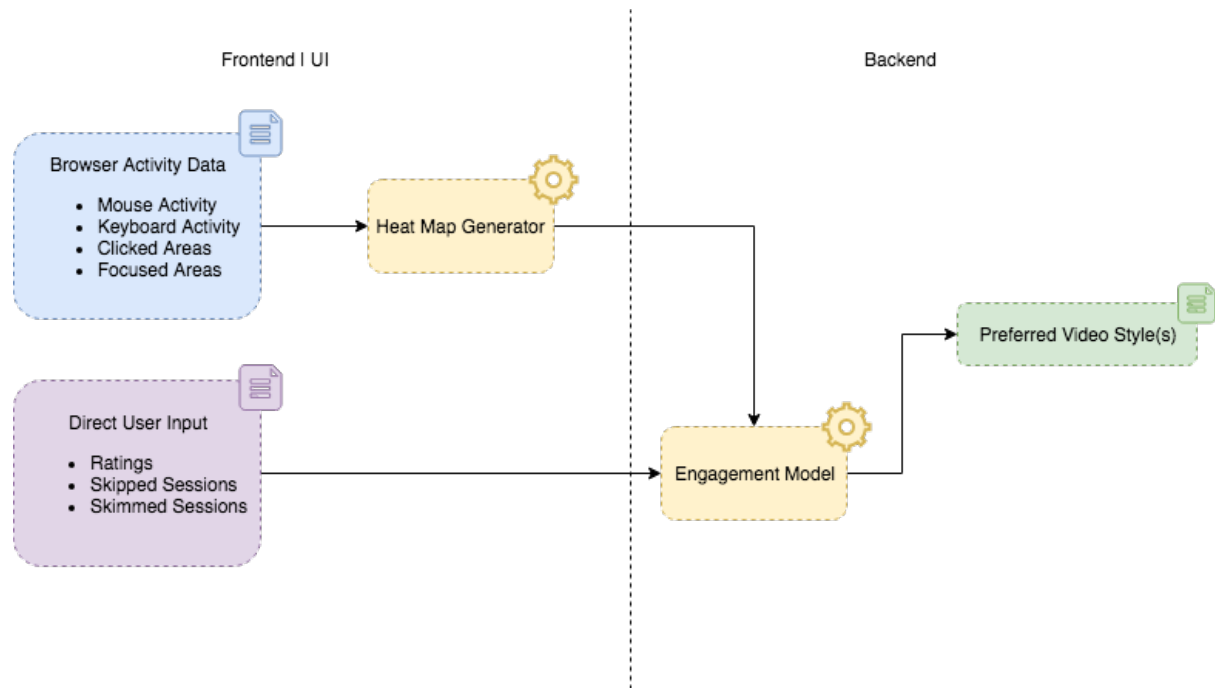 Frontend | UI
Backend
Browser Activity Data
• Mouse Activity
• Keyboard Activity
• Clicked Areas
• Focused Areas
Heat Map Generator
Preferred Video Style(s)
Direct User Input
• Ratings
• Skipped Sessions
• Skimmed Sessions
Engagement Model